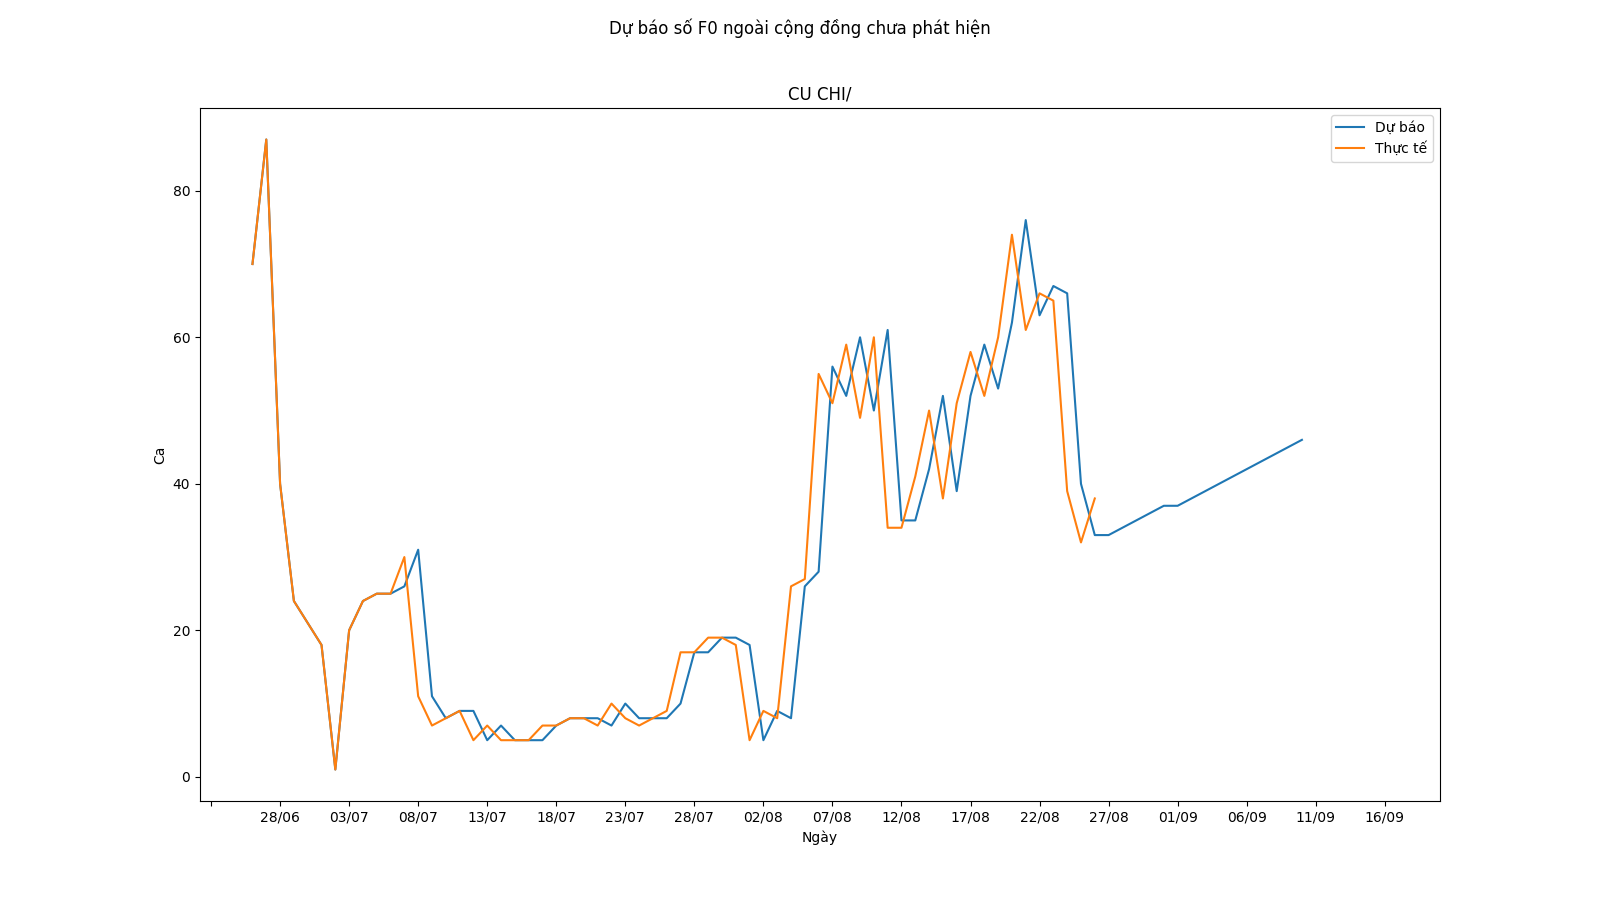 Dự báo số F0 ngoài cộng đồng chưa phát hiện
CU CHI/
Dự báo
Thực tế
80
60
40
20
0
Ca
28/06 03/07 08/07 13/07 18/07 23/07 28/07 02/08 07/08 12/08 17/08 22/08 27/08 01/09 06/09 11/09 16/09
Ngày